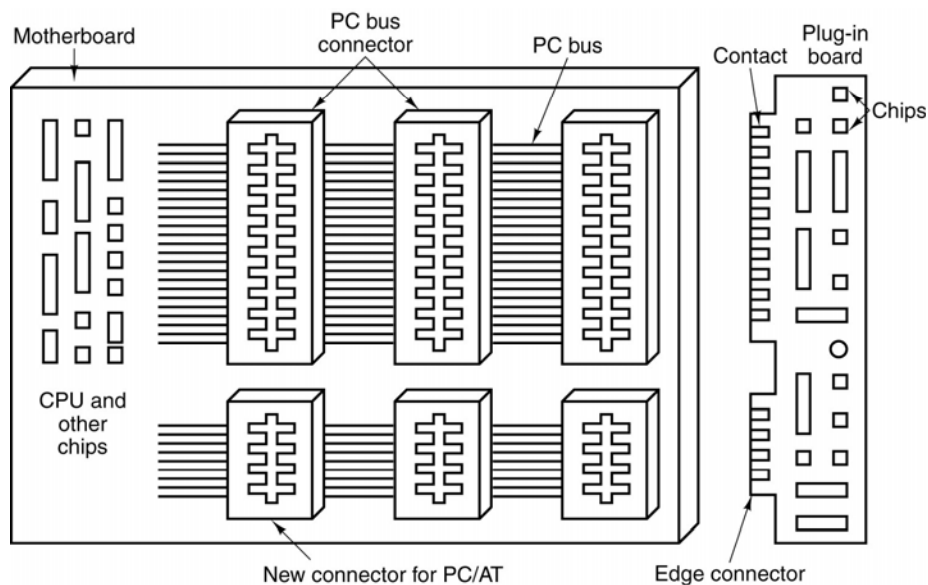 Motherboard
PC bus
connector
PC bus
Contact
Plug-in
board
Chips
CPU and
other
chips
New connector for PC/AT
Edge connector